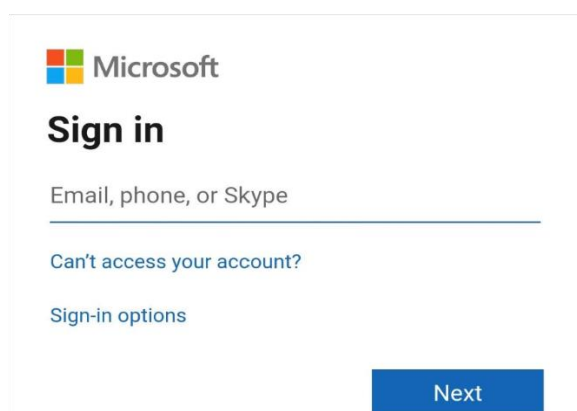 Microsoft
Sign in
Email, phone, or Skype
Can't access your account?
Sign-in options
Next